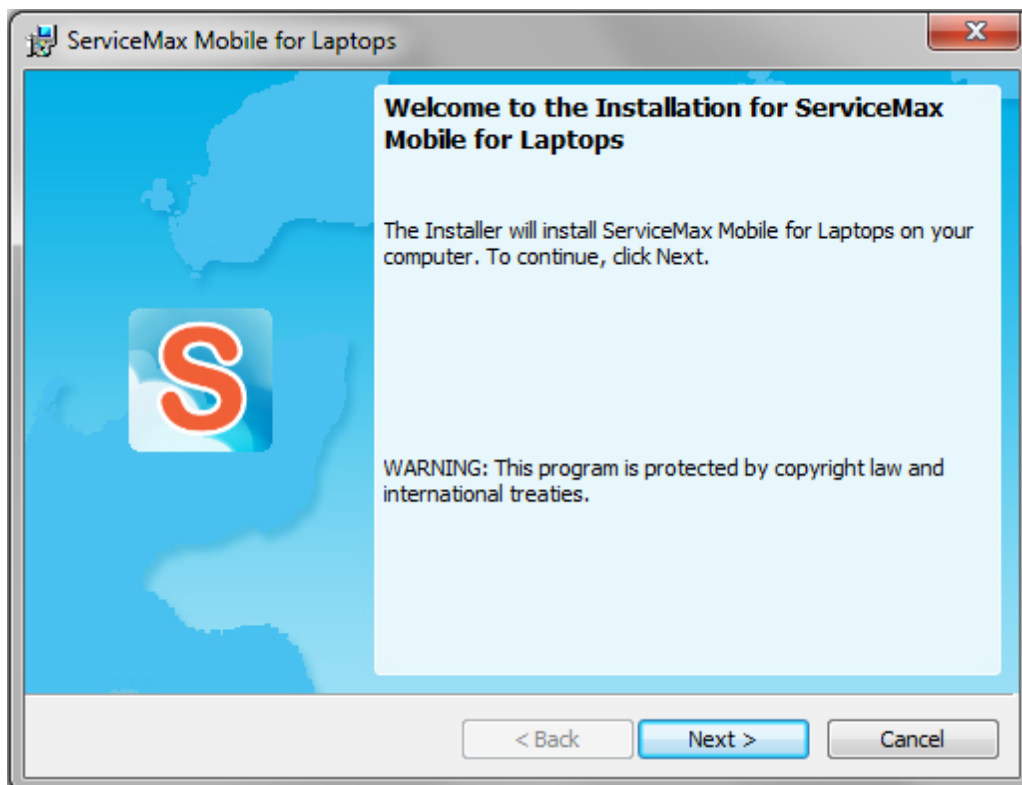 ServiceMax Mobile for Laptops
Welcome to the Installation for ServiceMax
Mobile for Laptops
The Installer will install ServiceMax Mobile for Laptops on your
computer. To continue, click Next.
S
WARNING: This program is protected by copyright law and
international treaties.
< Back
Next >
Cancel